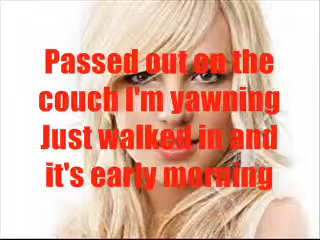 Passed out on the
couch I'm yawning
Just walked in and
it's early morning